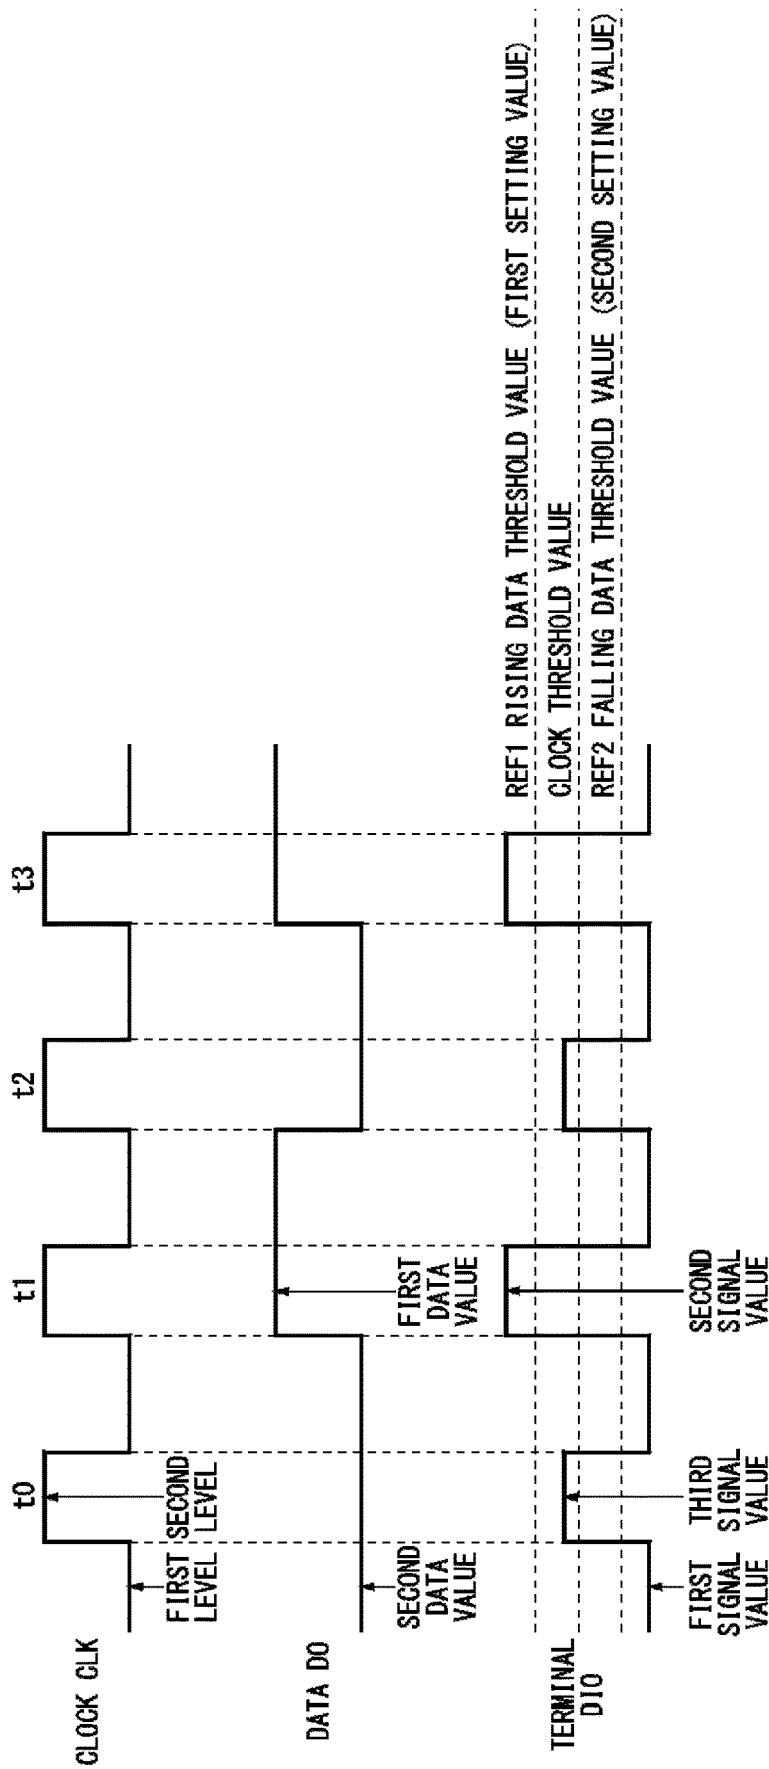 t0
t1
t2
t3
CLOCK CLK
FIRST
LEVEL
SECOND
LEVEL
DATA DO
SECOND
DATA
VALUE
FIRST
DATA
VALUE
TERMINAL
DIO
REF1 RISING DATA THRESHOLD VALUE (FIRST SETTING VALUE)
CLOCK THRESHOLD VALUE
REF2 FALLING DATA THRESHOLD VALUE (SECOND SETTING VALUE)
FIRST
SIGNAL
VALUE
THIRD
SIGNAL
VALUE
SECOND
SIGNAL
VALUE